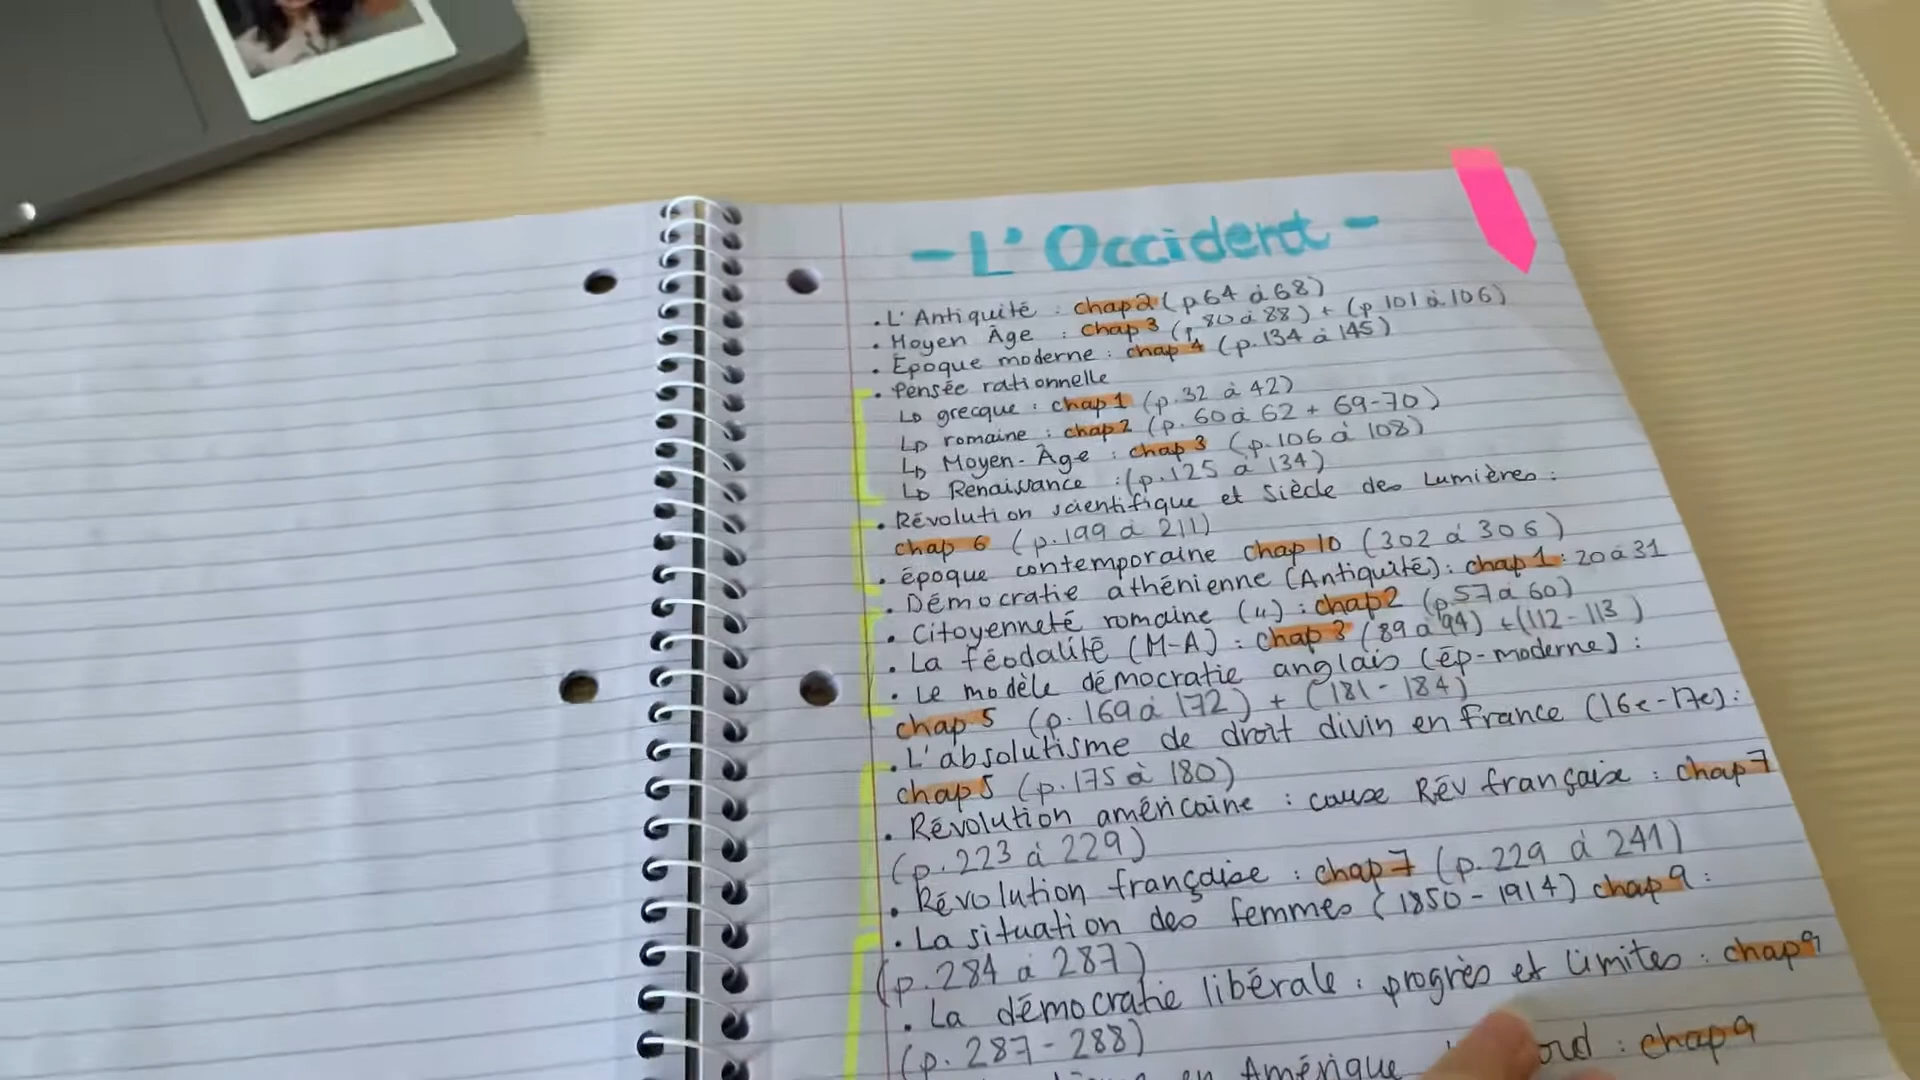 - L'Occident -
. L'Antiquité : chap 2 (p 64 à 68)
. Moyen Âge : chap 3 (p. 80 à 88) + (p. 101 à 106)
. Époque moderne : chap 4 (p. 134 à 145)
. Pensée rationnelle
↳ grecque : chap 1 (p. 32 à 42)
↳ romaine : chap 2 (p. 60 à 62 + 69-70)
↳ Moyen-Âge : chap 3 (p. 106 à 108)
↳ Renaissance : (p. 125 à 134)
. Révolution scientifique et siècle des Lumières :
chap 6 (p. 199 à 211)
. époque contemporaine chap 10 (302 à 306)
. Démocratie athénienne (Antiquité) : chap 1 : 20 à 31
. Citoyenneté romaine (") : chap 2 (p 57 à 60)
. La féodalité (M-A) : chap 3 (89 à 94) + (112 - 113)
. Le modèle démocratie anglais (ép-moderne) :
chap 5 (p. 169 à 172) + (181 - 184)
. L'absolutisme de droit divin en France (16e-17e) :
chap 5 (p. 175 à 180)
. Révolution américaine : cause Rév française : chap 7
(p. 223 à 229)
. Révolution française : chap 7 (p. 229 à 241)
. La situation des femmes (1850 - 1914) chap 9 :
(p. 284 à 287)
. La démocratie libérale : progrès et limites : chap 9
(p. 287 - 288)
en Amérique : chap 9